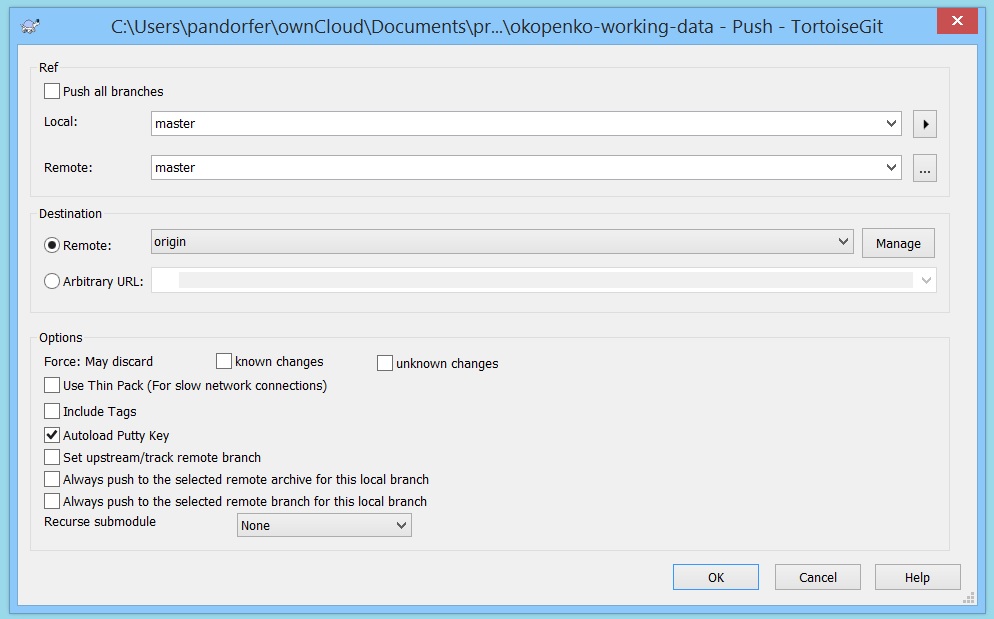 C:\Users\pandorfer\ownCloud\Documents\pr...\okopenko-working-data - Push - TortoiseGit
Ref
Push all branches
Local: master
Remote: master ...
Destination
Remote: origin Manage
Arbitrary URL:
Options
Force: May discard known changes unknown changes
Use Thin Pack (For slow network connections)
Include Tags
Autoload Putty Key
Set upstream/track remote branch
Always push to the selected remote archive for this local branch
Always push to the selected remote branch for this local branch
Recurse submodule None
OK Cancel Help